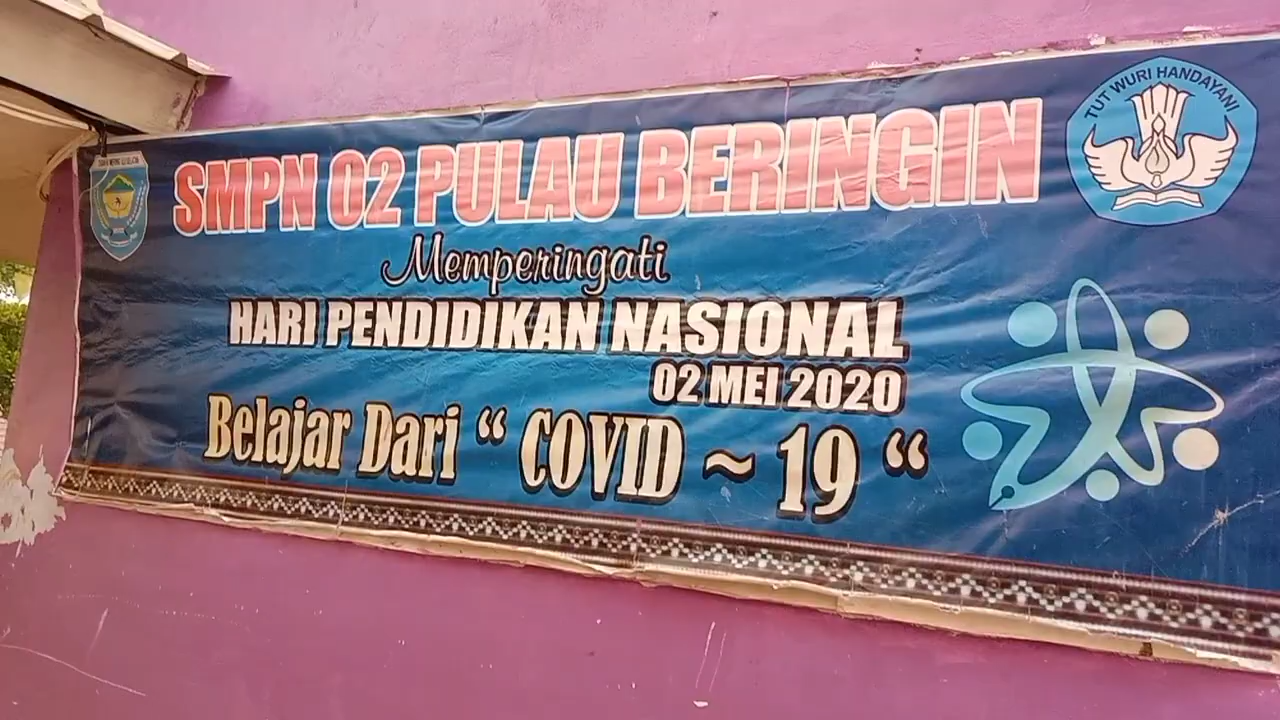 SMPN 02 PULAU BERINGIN
TUT WURI HANDAYANI
Memperingati
HARI PENDIDIKAN NASIONAL
02 MEI 2020
Belajar Dari “ COVID ~ 19 “